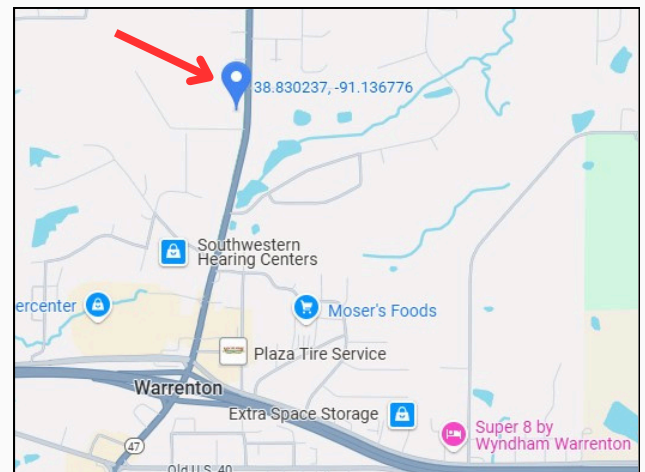 38.830237, -91.136776
Southwestern
Hearing Centers
ercenter
Moser's Foods
Plaza Tire Service
Warrenton
Extra Space Storage
Super 8 by
Wyndham Warrenton
47
Old U.S. 40